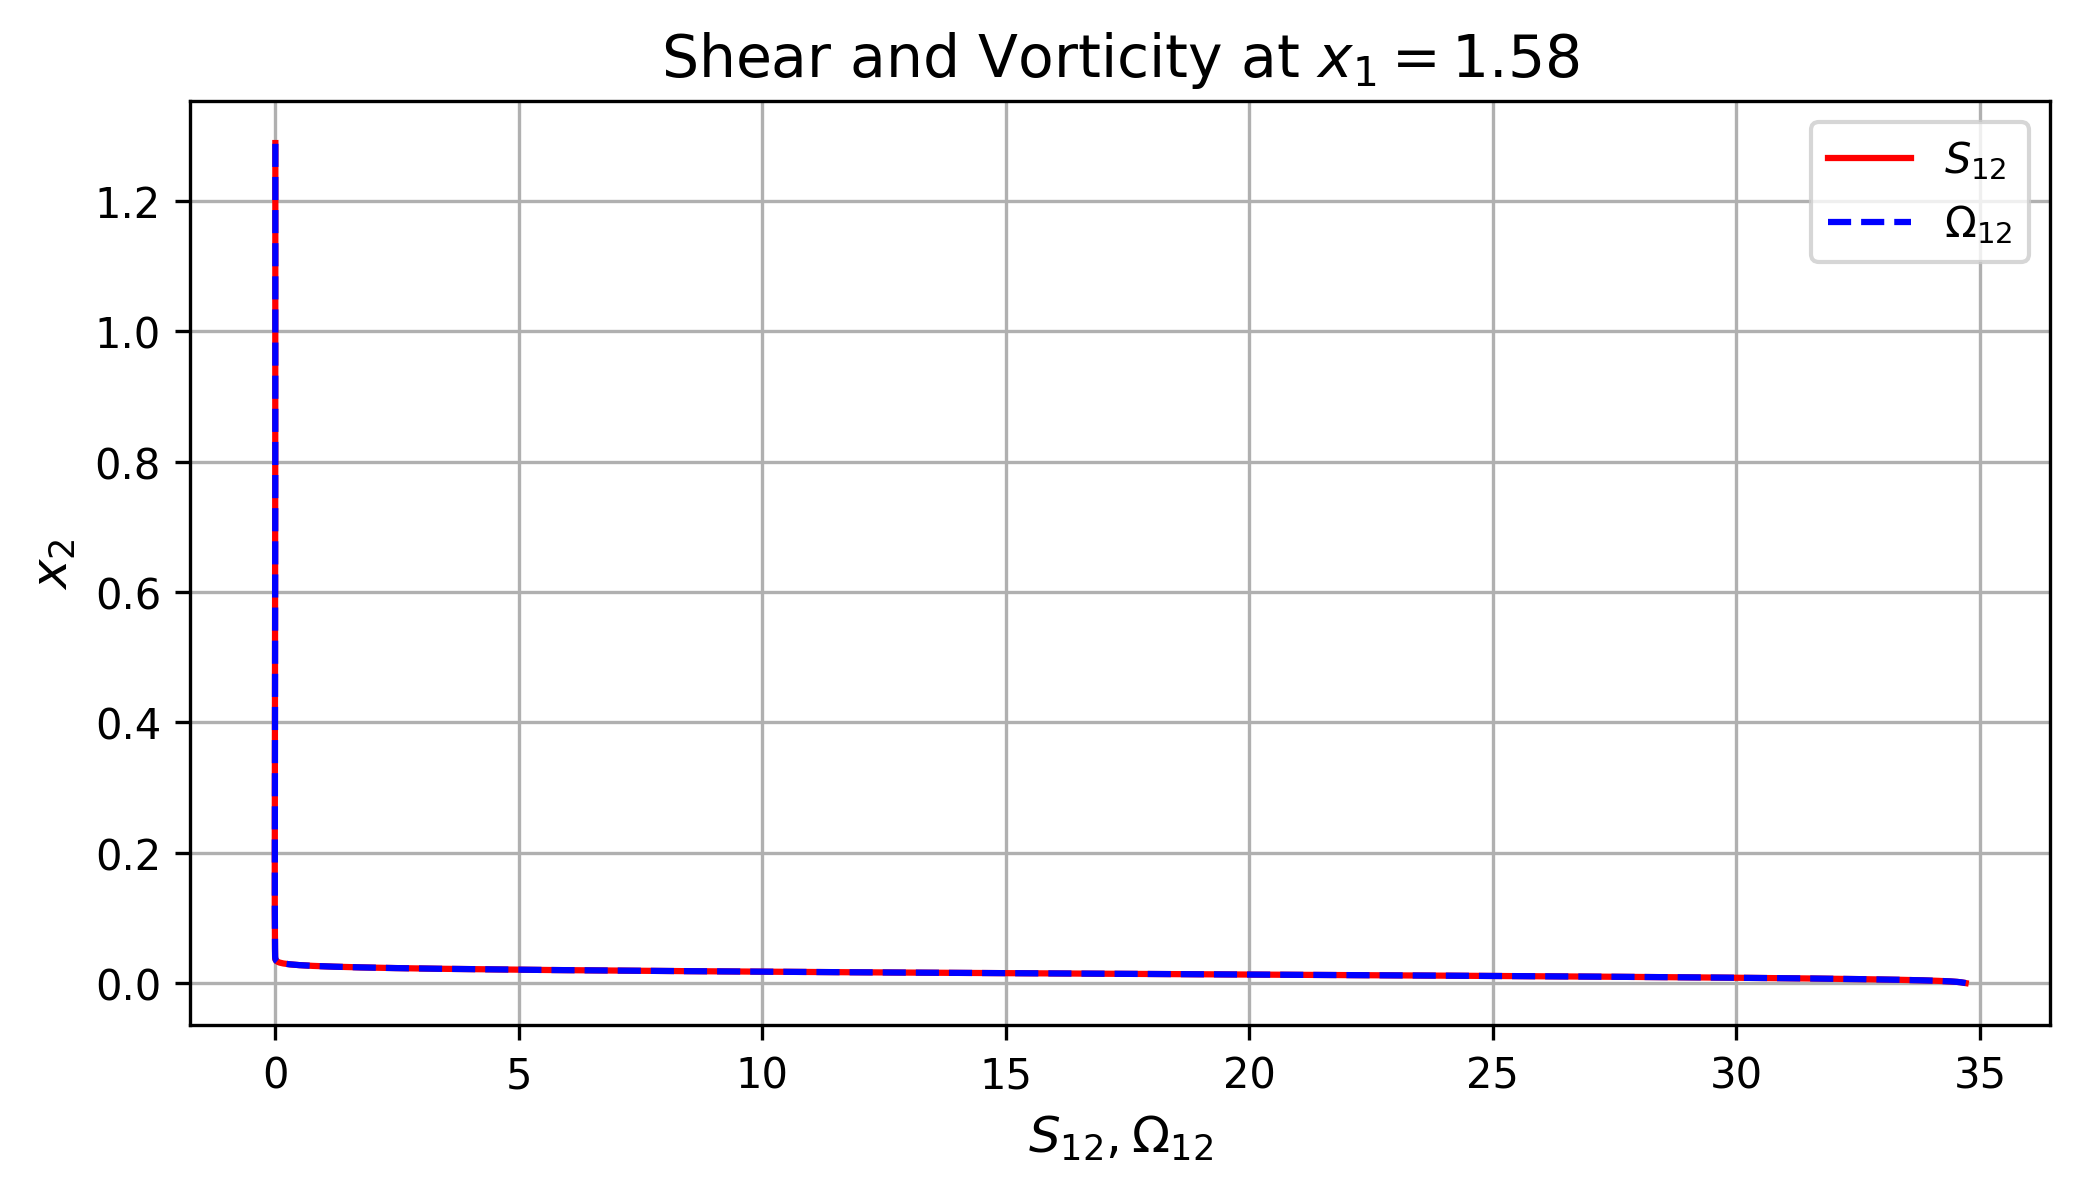 Shear and Vorticity at x₁ = 1.58
S₁₂
Ω₁₂
x₂
1.2
1.0
0.8
0.6
0.4
0.2
0.0
0 5 10 15 20 25 30 35
S₁₂, Ω₁₂